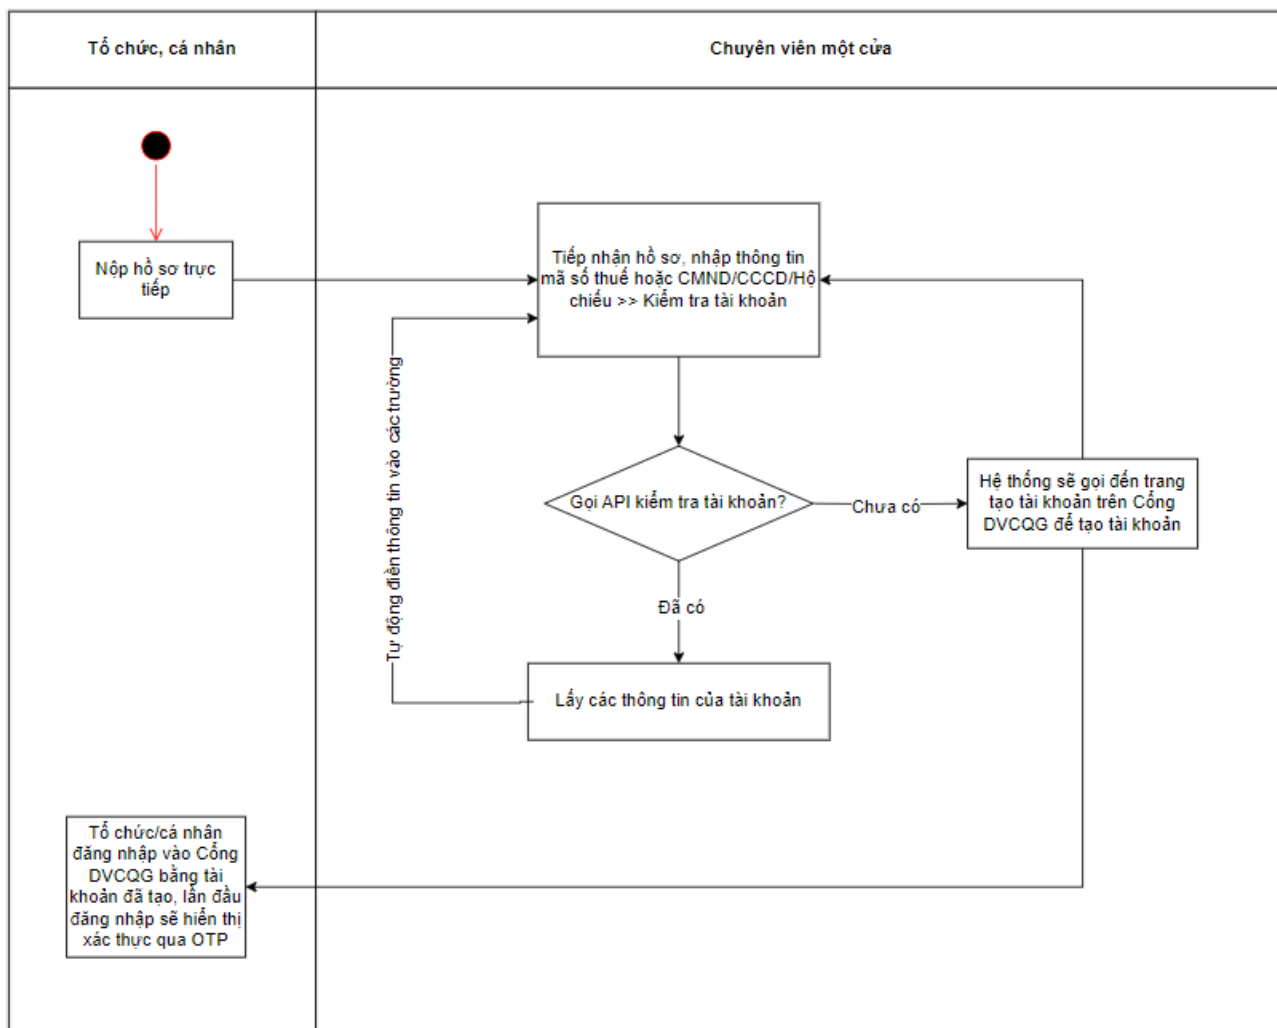 Tổ chức, cá nhân
Chuyên viên một cửa
Nộp hồ sơ trực
tiếp
Tiếp nhận hồ sơ, nhập thông tin
mã số thuế hoặc CMND/CCCD/Hộ
chiếu >> Kiểm tra tài khoản
Tự động điền thông tin vào các trường
Gọi API kiểm tra tài khoản?
Chưa có
Hệ thống sẽ gọi đến trang
tạo tài khoản trên Cổng
DVCQG để tạo tài khoản
Đã có
Lấy các thông tin của tài khoản
Tổ chức/cá nhân
đăng nhập vào Cổng
DVCQG bằng tài
khoản đã tạo, lần đầu
đăng nhập sẽ hiển thị
xác thực qua OTP